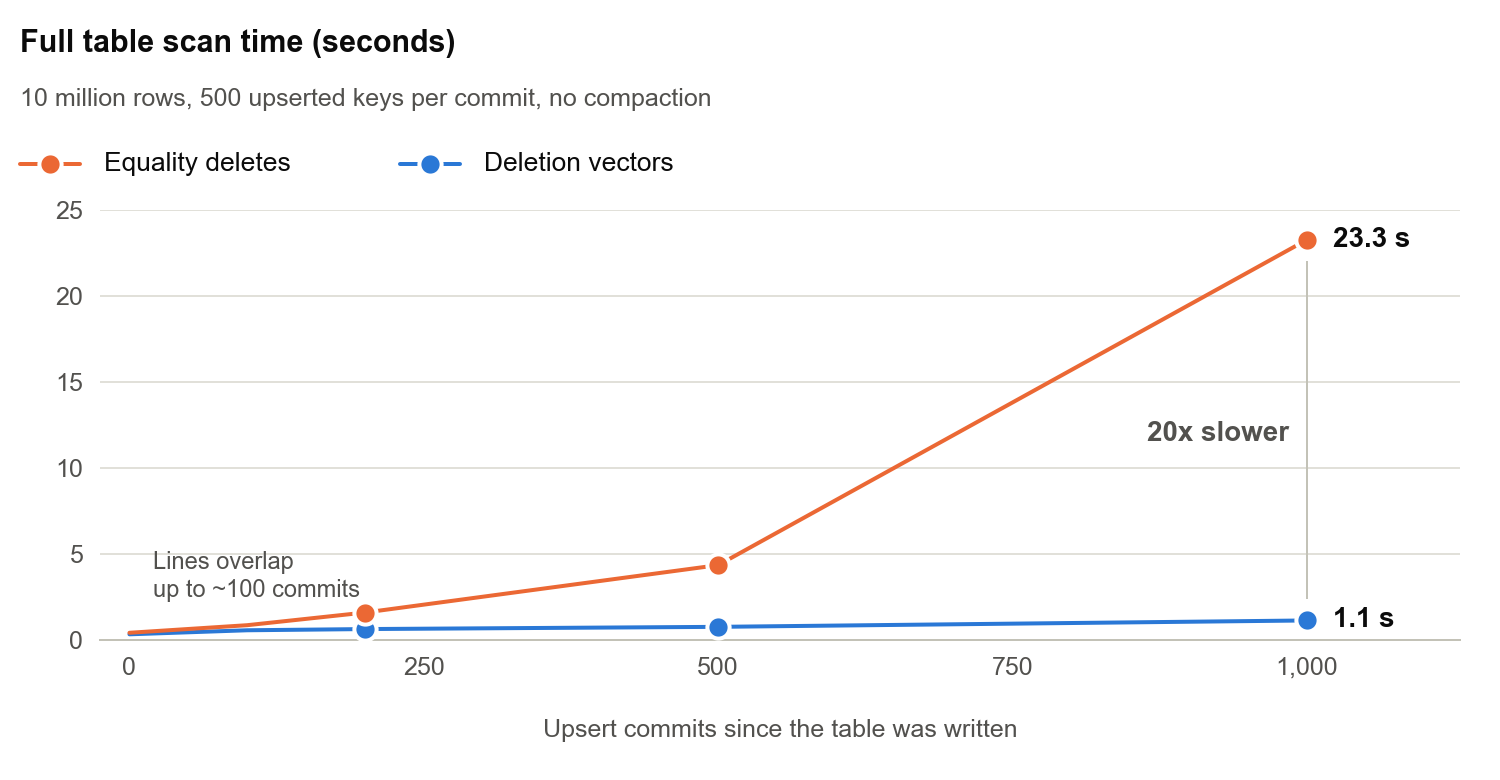 Full table scan time (seconds)
10 million rows, 500 upserted keys per commit, no compaction
Equality deletes
Deletion vectors
25
23.3 s
20
15
20x slower
10
5
Lines overlap
up to ~100 commits
1.1 s
0
0 250 500 750 1,000
Upsert commits since the table was written